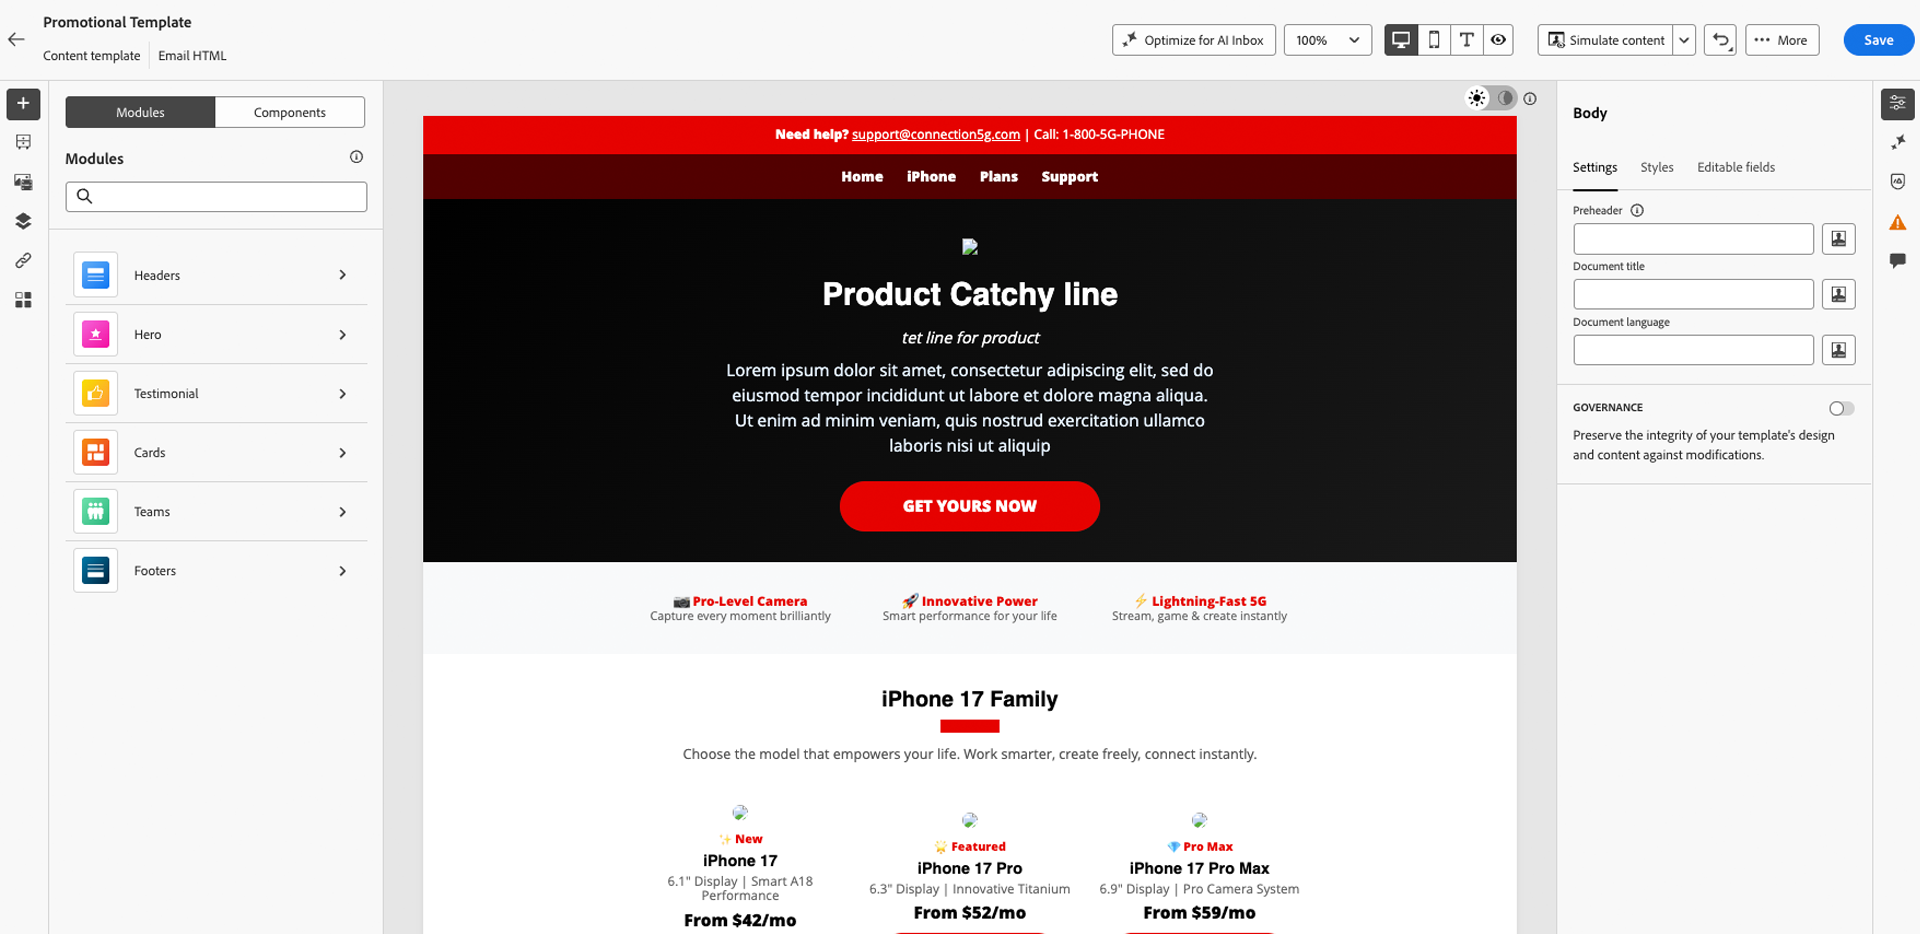 Promotional Template
Content template
Email HTML
Optimize for AI Inbox
100%
Simulate content
More
Save
Modules
Components
Modules
Headers
Hero
Testimonial
Cards
Teams
Footers
Need help? support@connection5g.com | Call: 1-800-5G-PHONE
Home iPhone Plans Support
Product Catchy line
tet line for product
Lorem ipsum dolor sit amet, consectetur adipiscing elit, sed do
eiusmod tempor incididunt ut labore et dolore magna aliqua.
Ut enim ad minim veniam, quis nostrud exercitation ullamco
laboris nisi ut aliquip
GET YOURS NOW
📷 Pro-Level Camera
Capture every moment brilliantly
🚀 Innovative Power
Smart performance for your life
⚡ Lightning-Fast 5G
Stream, game & create instantly
iPhone 17 Family
Choose the model that empowers your life. Work smarter, create freely, connect instantly.
✨ New
iPhone 17
6.1" Display | Smart A18
Performance
From $42/mo
🌟 Featured
iPhone 17 Pro
6.3" Display | Innovative Titanium
From $52/mo
💎 Pro Max
iPhone 17 Pro Max
6.9" Display | Pro Camera System
From $59/mo
Body
Settings
Styles
Editable fields
Preheader
Document title
Document language
GOVERNANCE
Preserve the integrity of your template's design
and content against modifications.